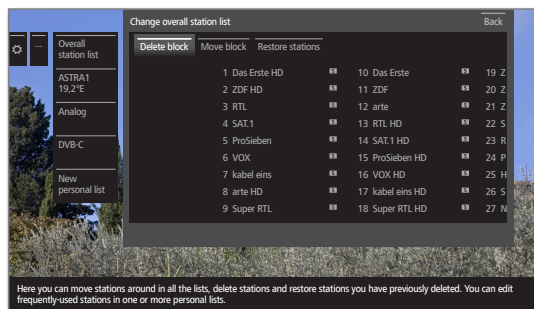 Change overall station list
Back
...
Overall
station list
Delete block
Move block
Restore stations
ASTRA1
19,2°E
Analog
DVB-C
New
personal list
1 Das Erste HD S
2 ZDF HD S
3 RTL S
4 SAT.1 S
5 ProSieben S
6 VOX S
7 kabel eins S
8 arte HD S
9 Super RTL S
10 Das Erste S
11 ZDF S
12 arte S
13 RTL HD S
14 SAT.1 HD S
15 ProSieben HD S
16 VOX HD S
17 kabel eins HD S
18 Super RTL HD S
19 Z
20 Z
21 Z
22 S
23 R
24 P
25 H
26 S
27 N
Here you can move stations around in all the lists, delete stations and restore stations you have previously deleted. You can edit
frequently-used stations in one or more personal lists.